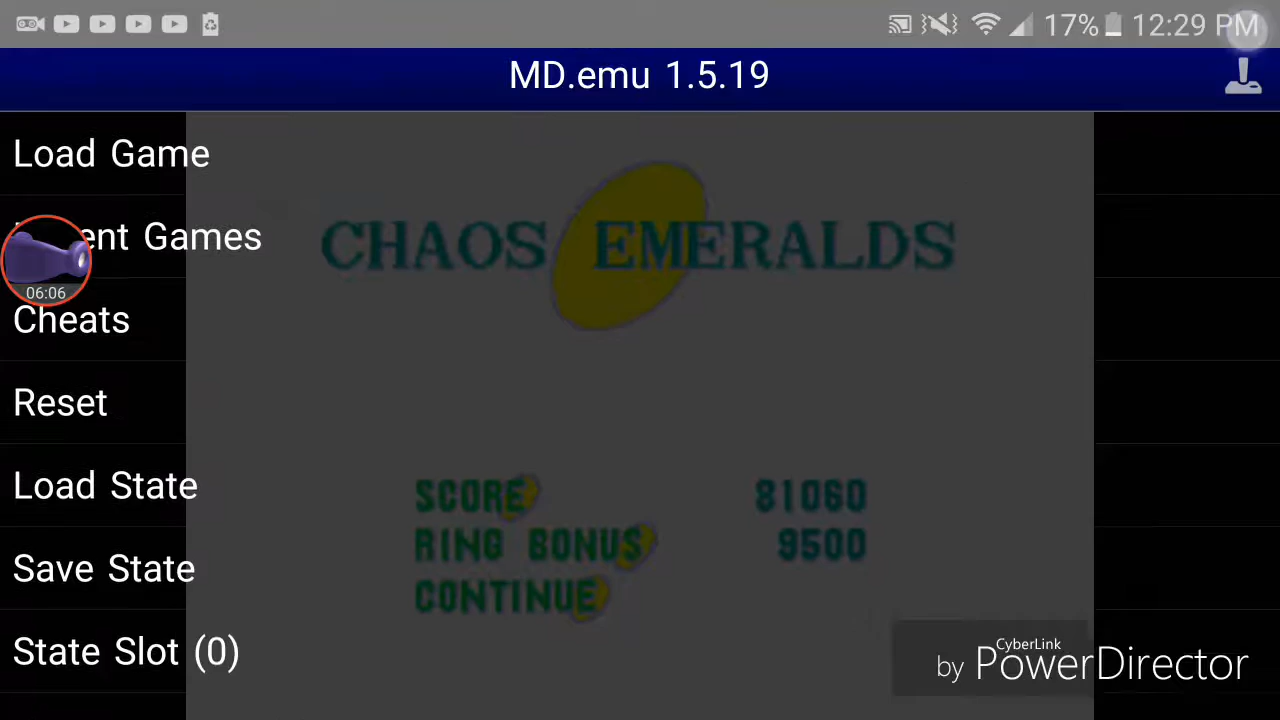 17% 12:29 PM
MD.emu 1.5.19
Load Game
ent Games
06:06
Cheats
Reset
Load State
Save State
State Slot (0)
CHAOS EMERALDS
SCORE 81060
RING BONUS 9500
CONTINUE
CyberLink
by PowerDirector